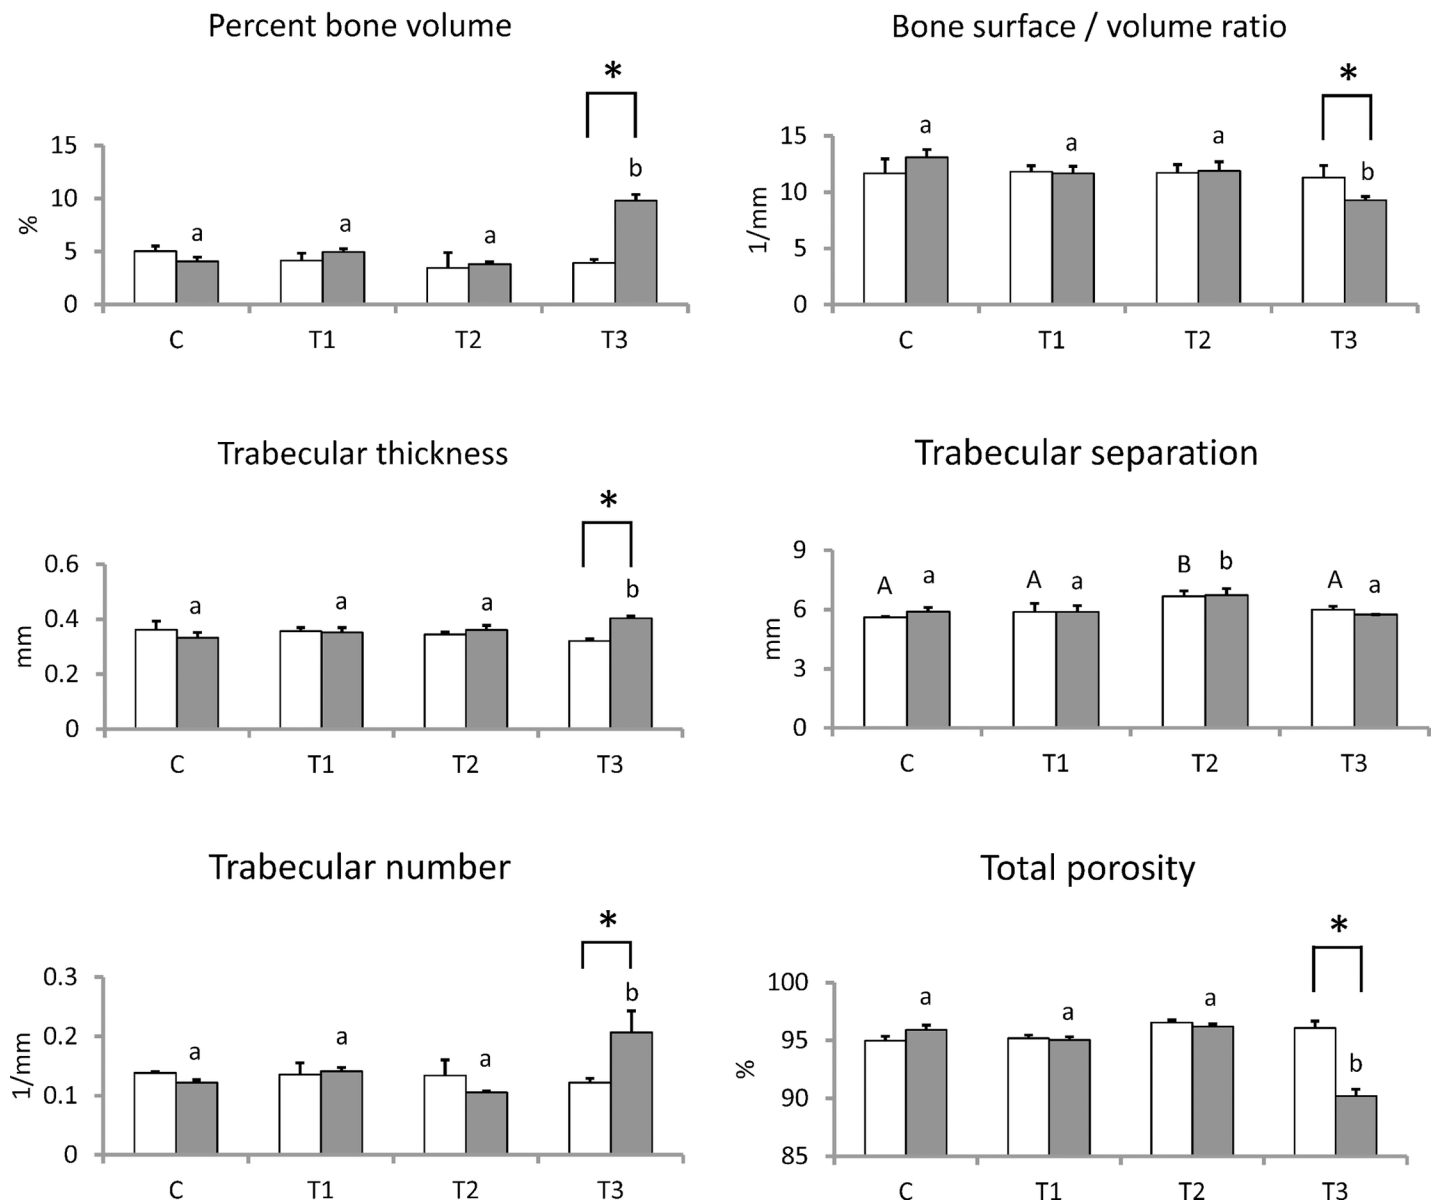 Percent bone volume
*
15
10
5
0
%
a
a
a
b
C
T1
T2
T3
Bone surface / volume ratio
*
15
10
5
0
1/mm
a
a
a
b
C
T1
T2
T3
Trabecular thickness
*
0.6
0.4
0.2
0
mm
a
a
a
b
C
T1
T2
T3
Trabecular separation
9
6
3
0
mm
A
a
A
a
B
b
A
a
C
T1
T2
T3
Trabecular number
*
0.3
0.2
0.1
0
1/mm
a
a
a
b
C
T1
T2
T3
Total porosity
*
100
95
90
85
%
a
a
a
b
C
T1
T2
T3